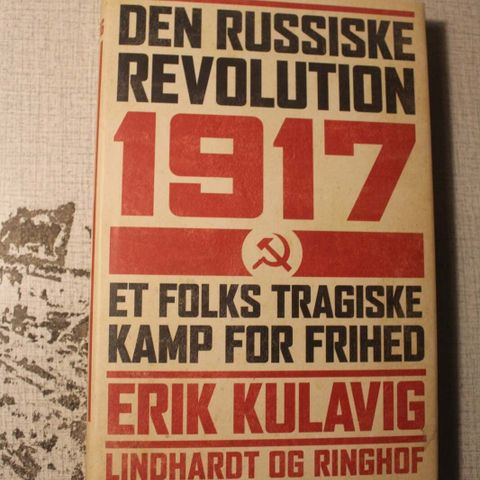 DEN RUSSISKE
REVOLUTION
1917
ET FOLKS TRAGISKE
KAMP FOR FRIHED
ERIK KULAVIG
LINDHARDT OG RINGHOF